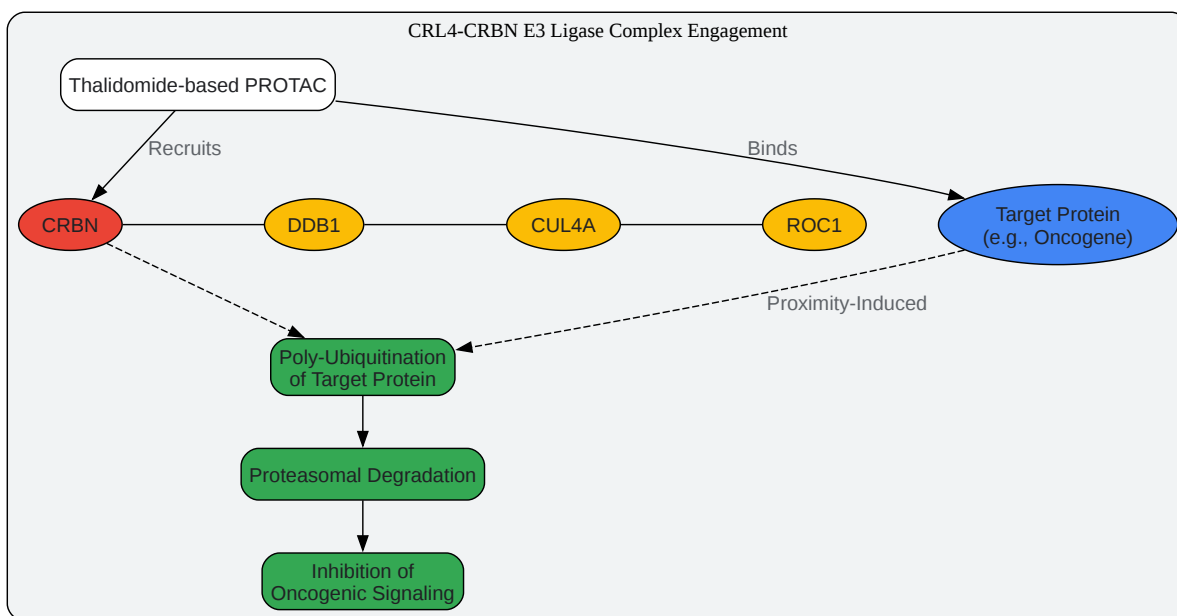 CRL4-CRBN E3 Ligase Complex Engagement
Thalidomide-based PROTAC
Recruits
Binds
CRBN
DDB1
CUL4A
ROC1
Target Protein
(e.g., Oncogene)
Proximity-Induced
Poly-Ubiquitination
of Target Protein
Proteasomal Degradation
Inhibition of
Oncogenic Signaling